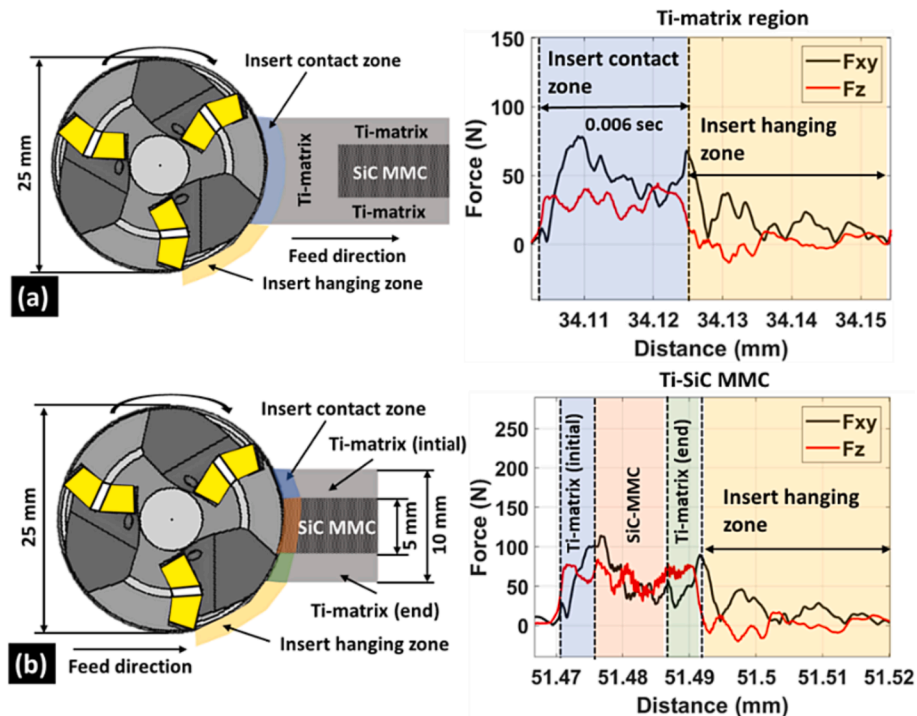 Ti-matrix region
Insert contact zone
25 mm
Ti-matrix
Ti-matrix
SiC MMC
Ti-matrix
Feed direction
Insert hanging zone
(a)
150
100
50
0
Force (N)
Insert contact
zone
0.006 sec
Fxy
Fz
Insert hanging
zone
34.11
34.12
34.13
34.14
34.15
Distance (mm)
Ti-SiC MMC
Insert contact zone
Ti-matrix (intial)
25 mm
SiC MMC
5 mm
10 mm
Ti-matrix (end)
Insert hanging zone
Feed direction
(b)
250
200
150
100
50
0
Force (N)
Ti-matrix (initial)
SiC-MMC
Ti-matrix (end)
Fxy
Fz
Insert hanging
zone
51.47
51.48
51.49
51.5
51.51
51.52
Distance (mm)